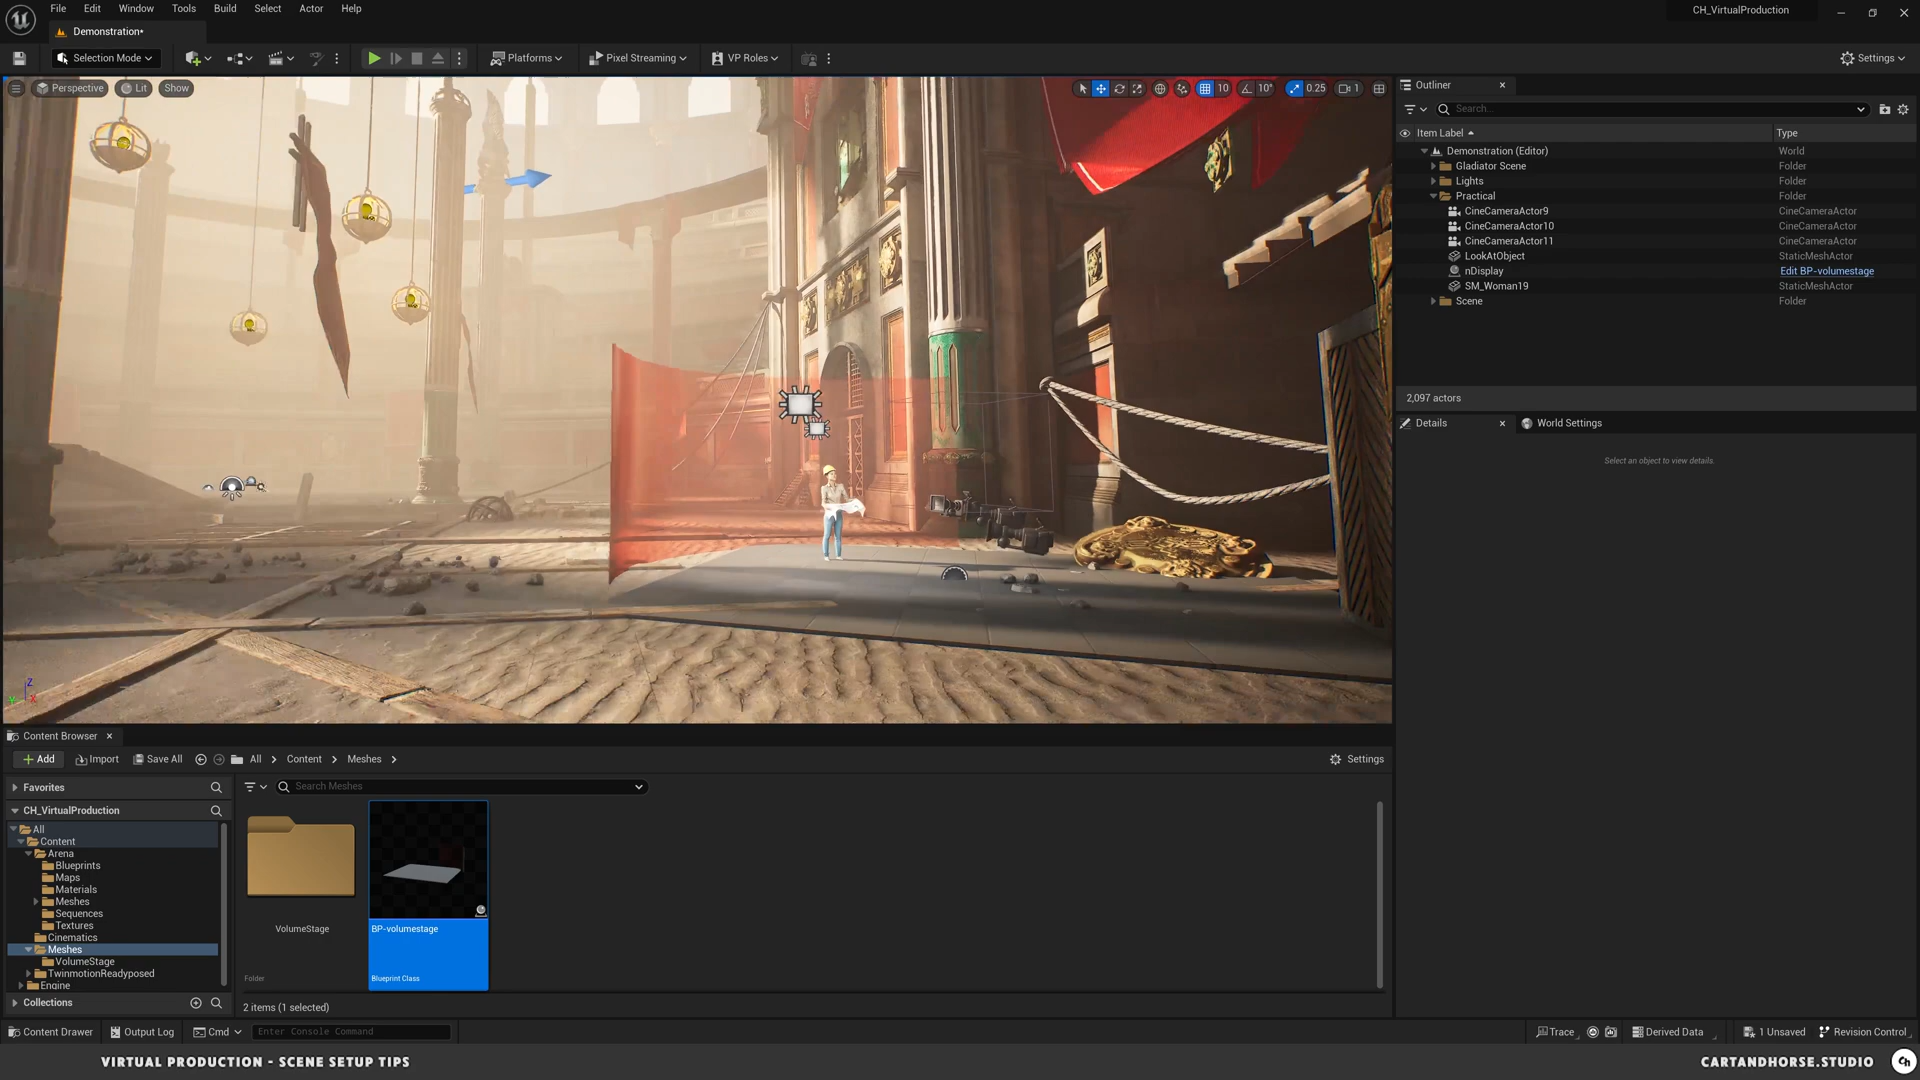 File Edit Window Tools Build Select Actor Help
CH_VirtualProduction
Demonstration*
Selection Mode
Platforms
Pixel Streaming
VP Roles
Settings
Perspective
Lit
Show
10
10°
0.25
1
Outliner
Search...
Item Label
Type
Demonstration (Editor) World
Gladiator Scene Folder
Lights Folder
Practical Folder
CineCameraActor9 CineCameraActor
CineCameraActor10 CineCameraActor
CineCameraActor11 CineCameraActor
LookAtObject StaticMeshActor
nDisplay Edit BP-volumestage
SM_Woman19 StaticMeshActor
Scene Folder
2,097 actors
Details
World Settings
Select an object to view details.
Z
Y
X
Content Browser
Add
Import
Save All
All
Content
Meshes
Settings
Favorites
Search Meshes
CH_VirtualProduction
All
Content
Arena
Blueprints
Maps
Materials
Meshes
Sequences
Textures
Cinematics
Meshes
VolumeStage
TwinmotionReadyposed
Engine
Collections
VolumeStage
Folder
BP-volumestage
Blueprint Class
2 items (1 selected)
Content Drawer
Output Log
Cmd
Enter Console Command
Trace
Derived Data
1 Unsaved
Revision Control
VIRTUAL PRODUCTION - SCENE SETUP TIPS
CARTANDHORSE.STUDIO